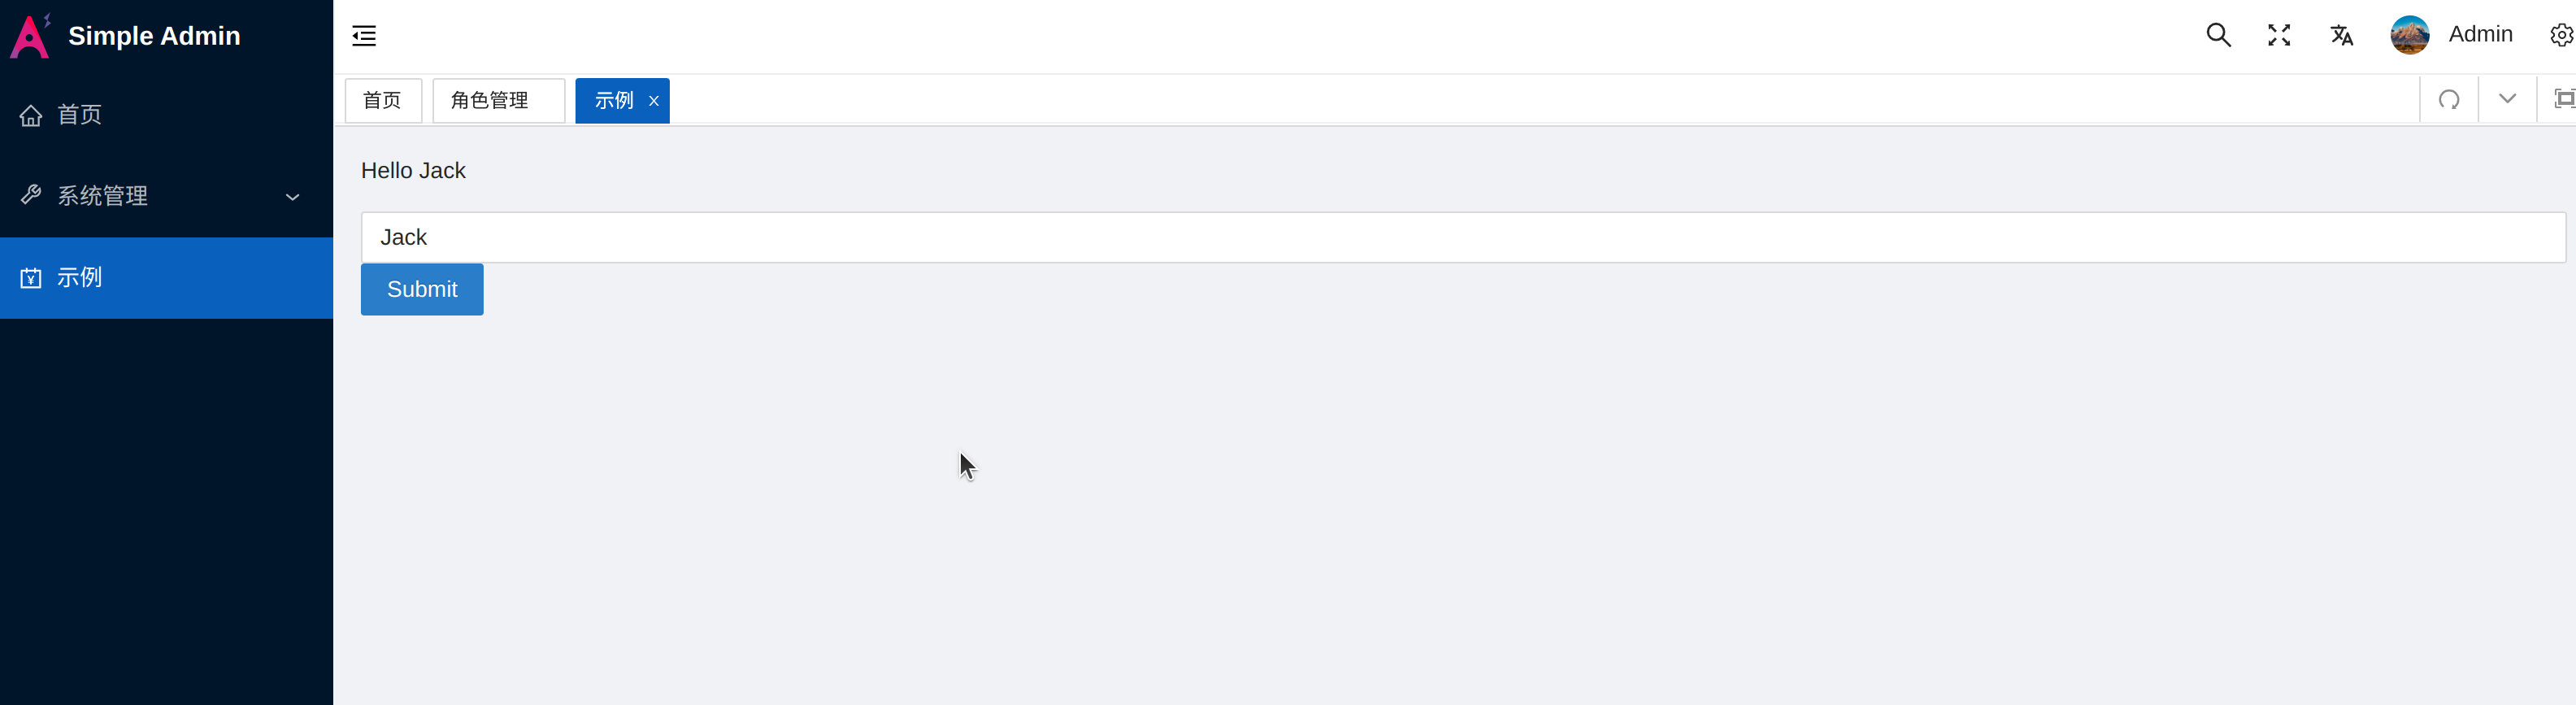 Simple Admin
Admin
首页
系统管理
示例
首页
角色管理
示例 x
Hello Jack
Jack
Submit